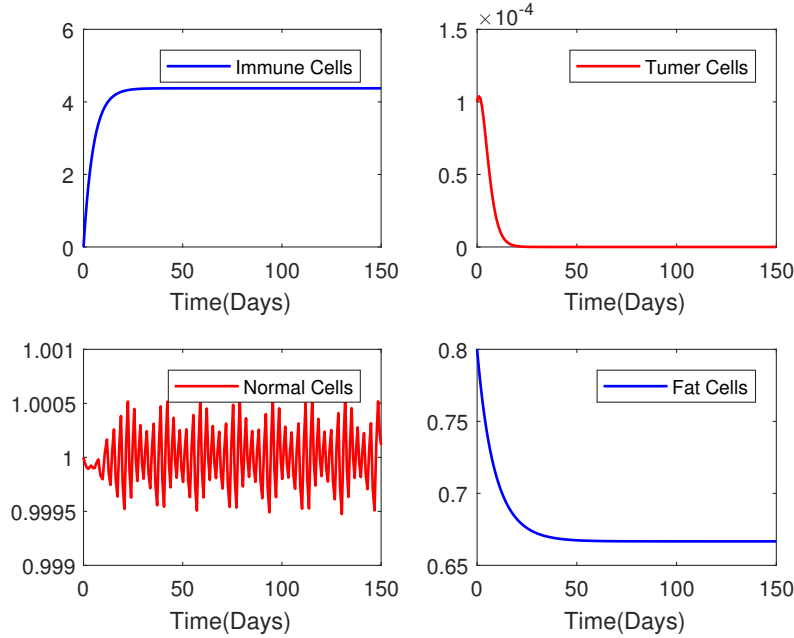 6
4
2
0
Immune Cells
0 50 100 150
Time(Days)
×10-4
1.5
1
0.5
0
Tumer Cells
0 50 100 150
Time(Days)
1.001
1.0005
1
0.9995
0.999
Normal Cells
0 50 100 150
Time(Days)
0.8
0.75
0.7
0.65
Fat Cells
0 50 100 150
Time(Days)